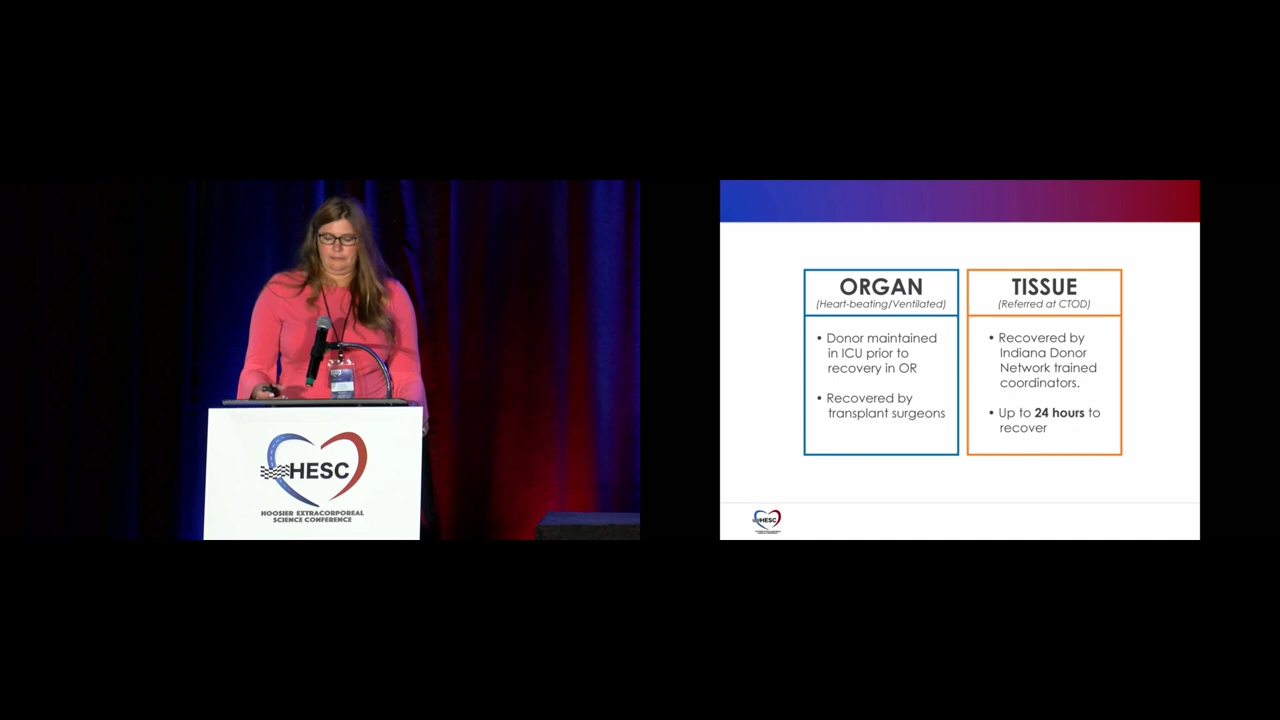 HESC
HOOSIER EXTRACORPOREAL
SCIENCE CONFERENCE
ORGAN
(Heart-beating/Ventilated)
• Donor maintained
in ICU prior to
recovery in OR
• Recovered by
transplant surgeons
TISSUE
(Referred at CTOD)
• Recovered by
Indiana Donor
Network trained
coordinators.
• Up to 24 hours to
recover
HESC